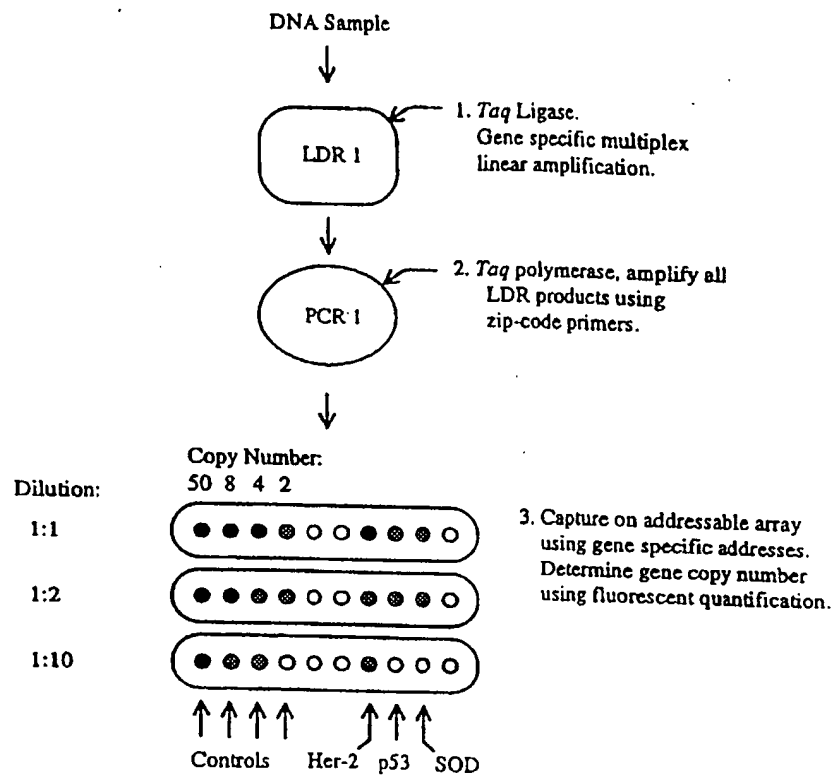 DNA Sample
LDR 1
1. Taq Ligase.
Gene specific multiplex
linear amplification.
PCR 1
2. Taq polymerase, amplify all
LDR products using
zip-code primers.
Copy Number:
50 8 4 2
Dilution:
1:1
1:2
1:10
3. Capture on addressable array
using gene specific addresses.
Determine gene copy number
using fluorescent quantification.
Controls Her-2 p53 SOD